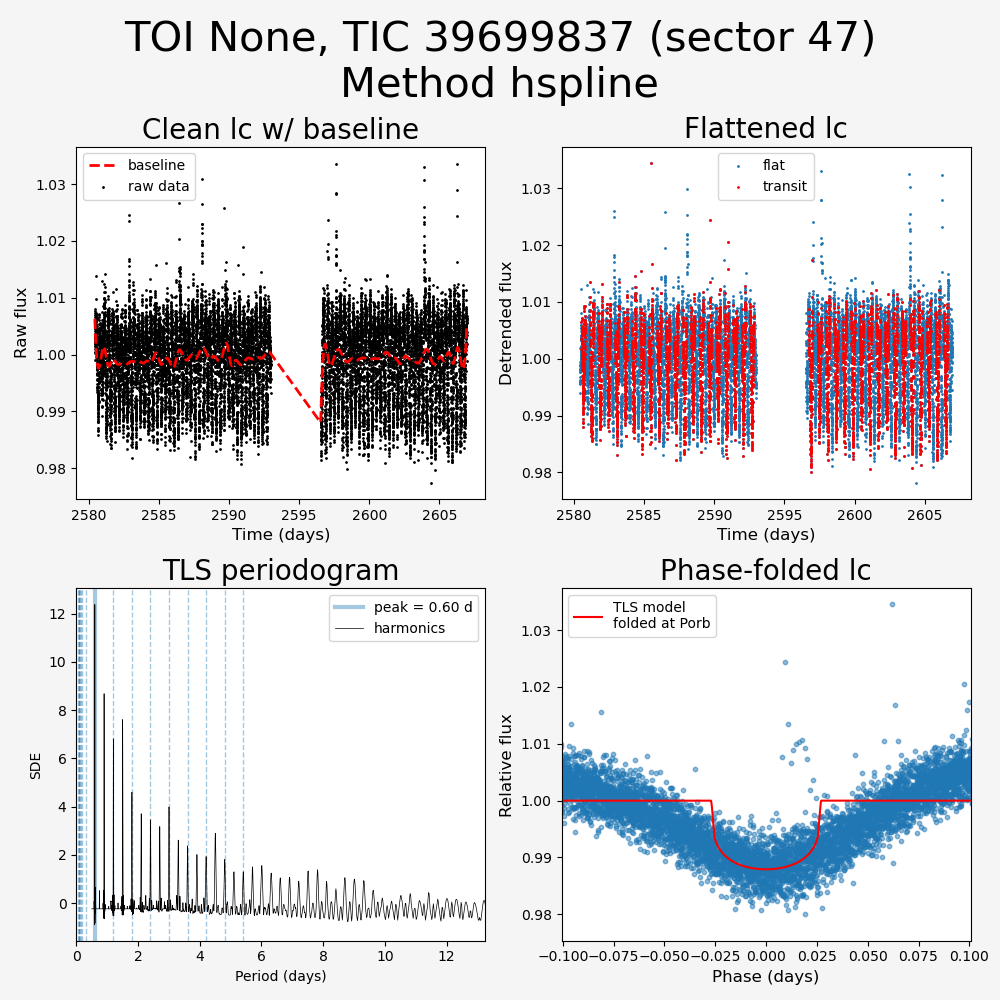 TOI None, TIC 39699837 (sector 47)
Method hspline
Clean lc w/ baseline
baseline
raw data
Raw flux
1.03
1.02
1.01
1.00
0.99
0.98
2580 2585 2590 2595 2600 2605
Time (days)
Flattened lc
flat
transit
Detrended flux
1.03
1.02
1.01
1.00
0.99
0.98
2580 2585 2590 2595 2600 2605
Time (days)
TLS periodogram
peak = 0.60 d
harmonics
SDE
12
10
8
6
4
2
0
0 2 4 6 8 10 12
Period (days)
Phase-folded lc
TLS model
folded at Porb
Relative flux
1.03
1.02
1.01
1.00
0.99
0.98
−0.100 −0.075 −0.050 −0.025 0.000 0.025 0.050 0.075 0.100
Phase (days)